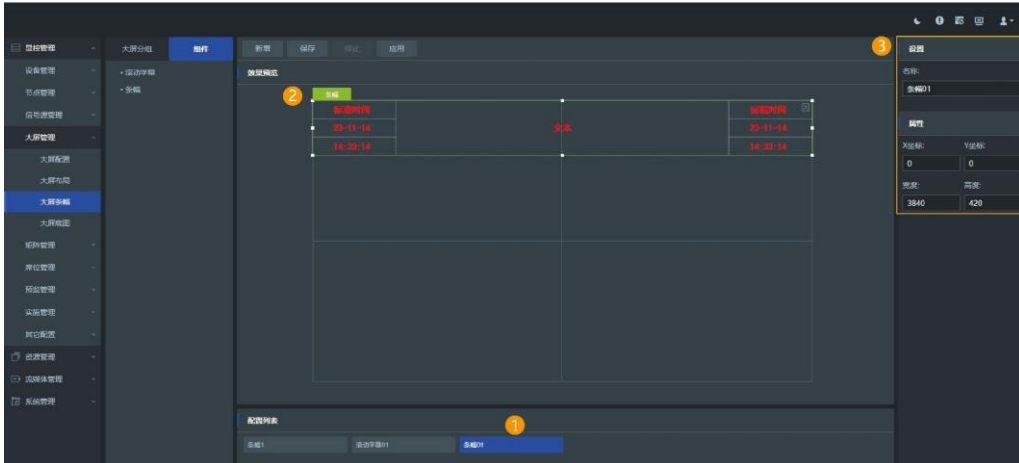 显控管理
设备管理
节点管理
信号源管理
大屏管理
大屏配置
大屏布局
大屏条幅
大屏底图
矩阵管理
席位管理
预监管理
实施管理
其它配置
资源管理
流媒体管理
系统管理
大屏分组
组件
• 滚动字幕
• 条幅
新增
保存
停止
应用
效果预览
2
条幅
标准时间
23-11-14
14:33:14
文本
23-11-14
14:33:14
配置列表
1
条幅1
滚动字幕01
条幅01
3
设置
名称:
条幅01
属性
X坐标:
Y坐标:
0
0
宽度:
高度:
3840
420